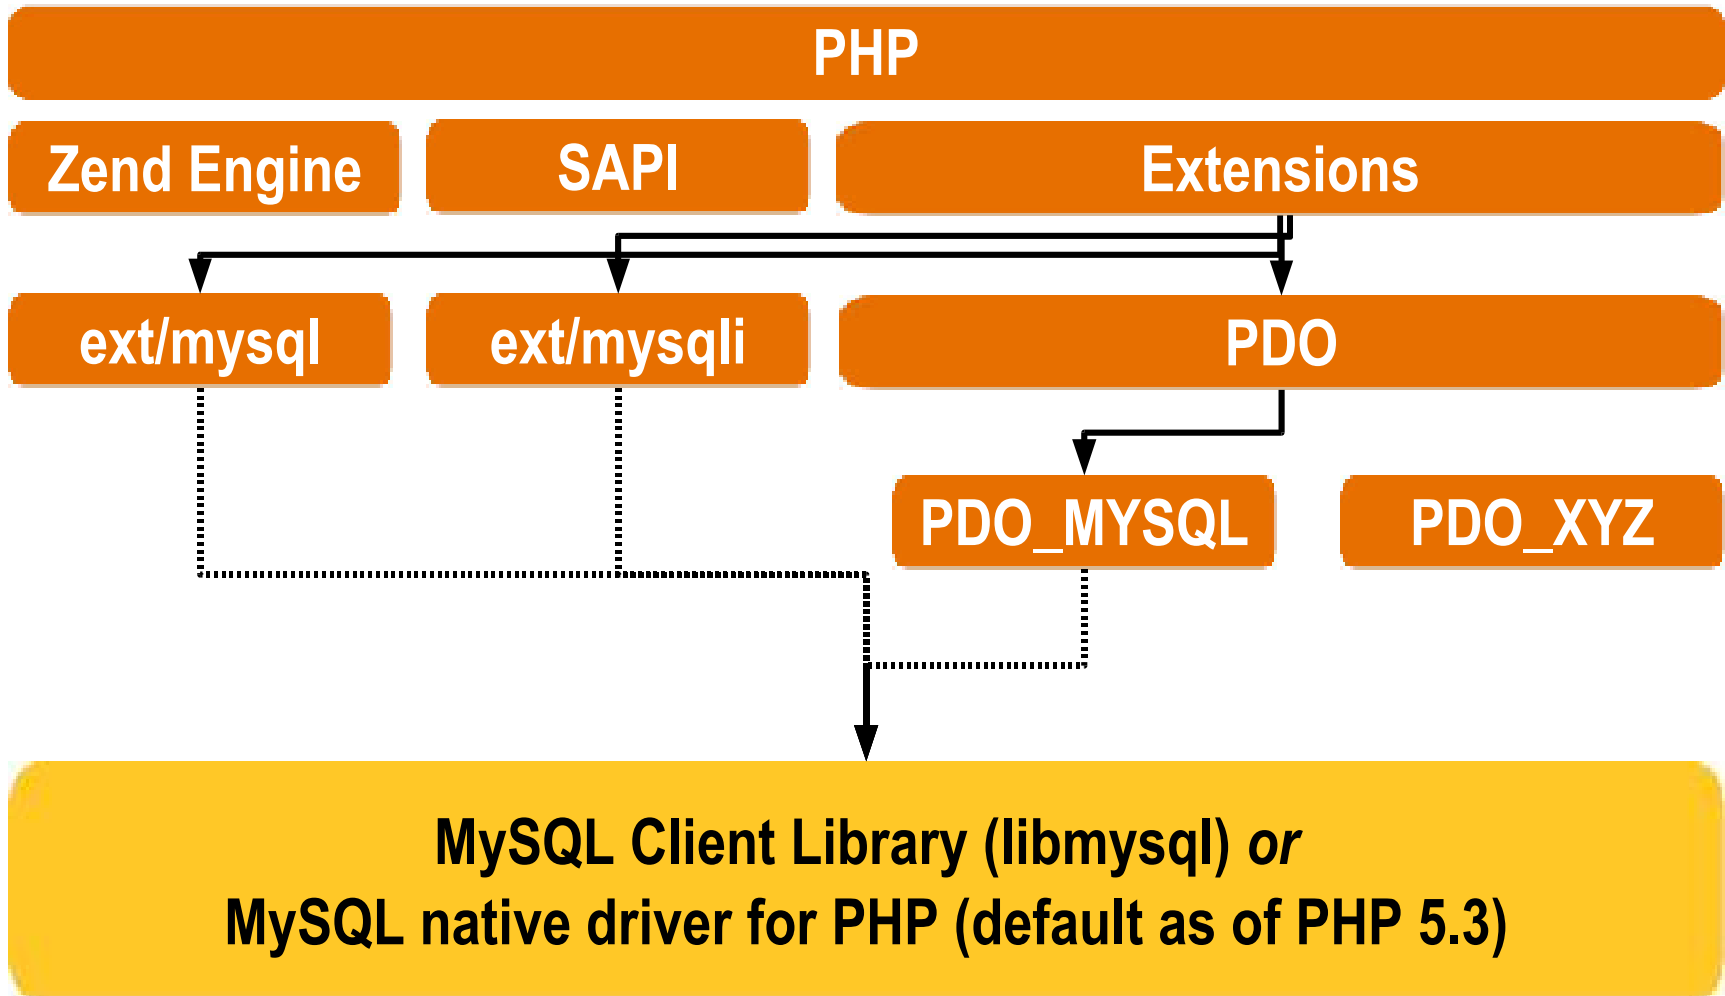 PHP
Zend Engine
SAPI
Extensions
ext/mysql
ext/mysqli
PDO
PDO_MYSQL
PDO_XYZ
MySQL Client Library (libmysql) or
MySQL native driver for PHP (default as of PHP 5.3)